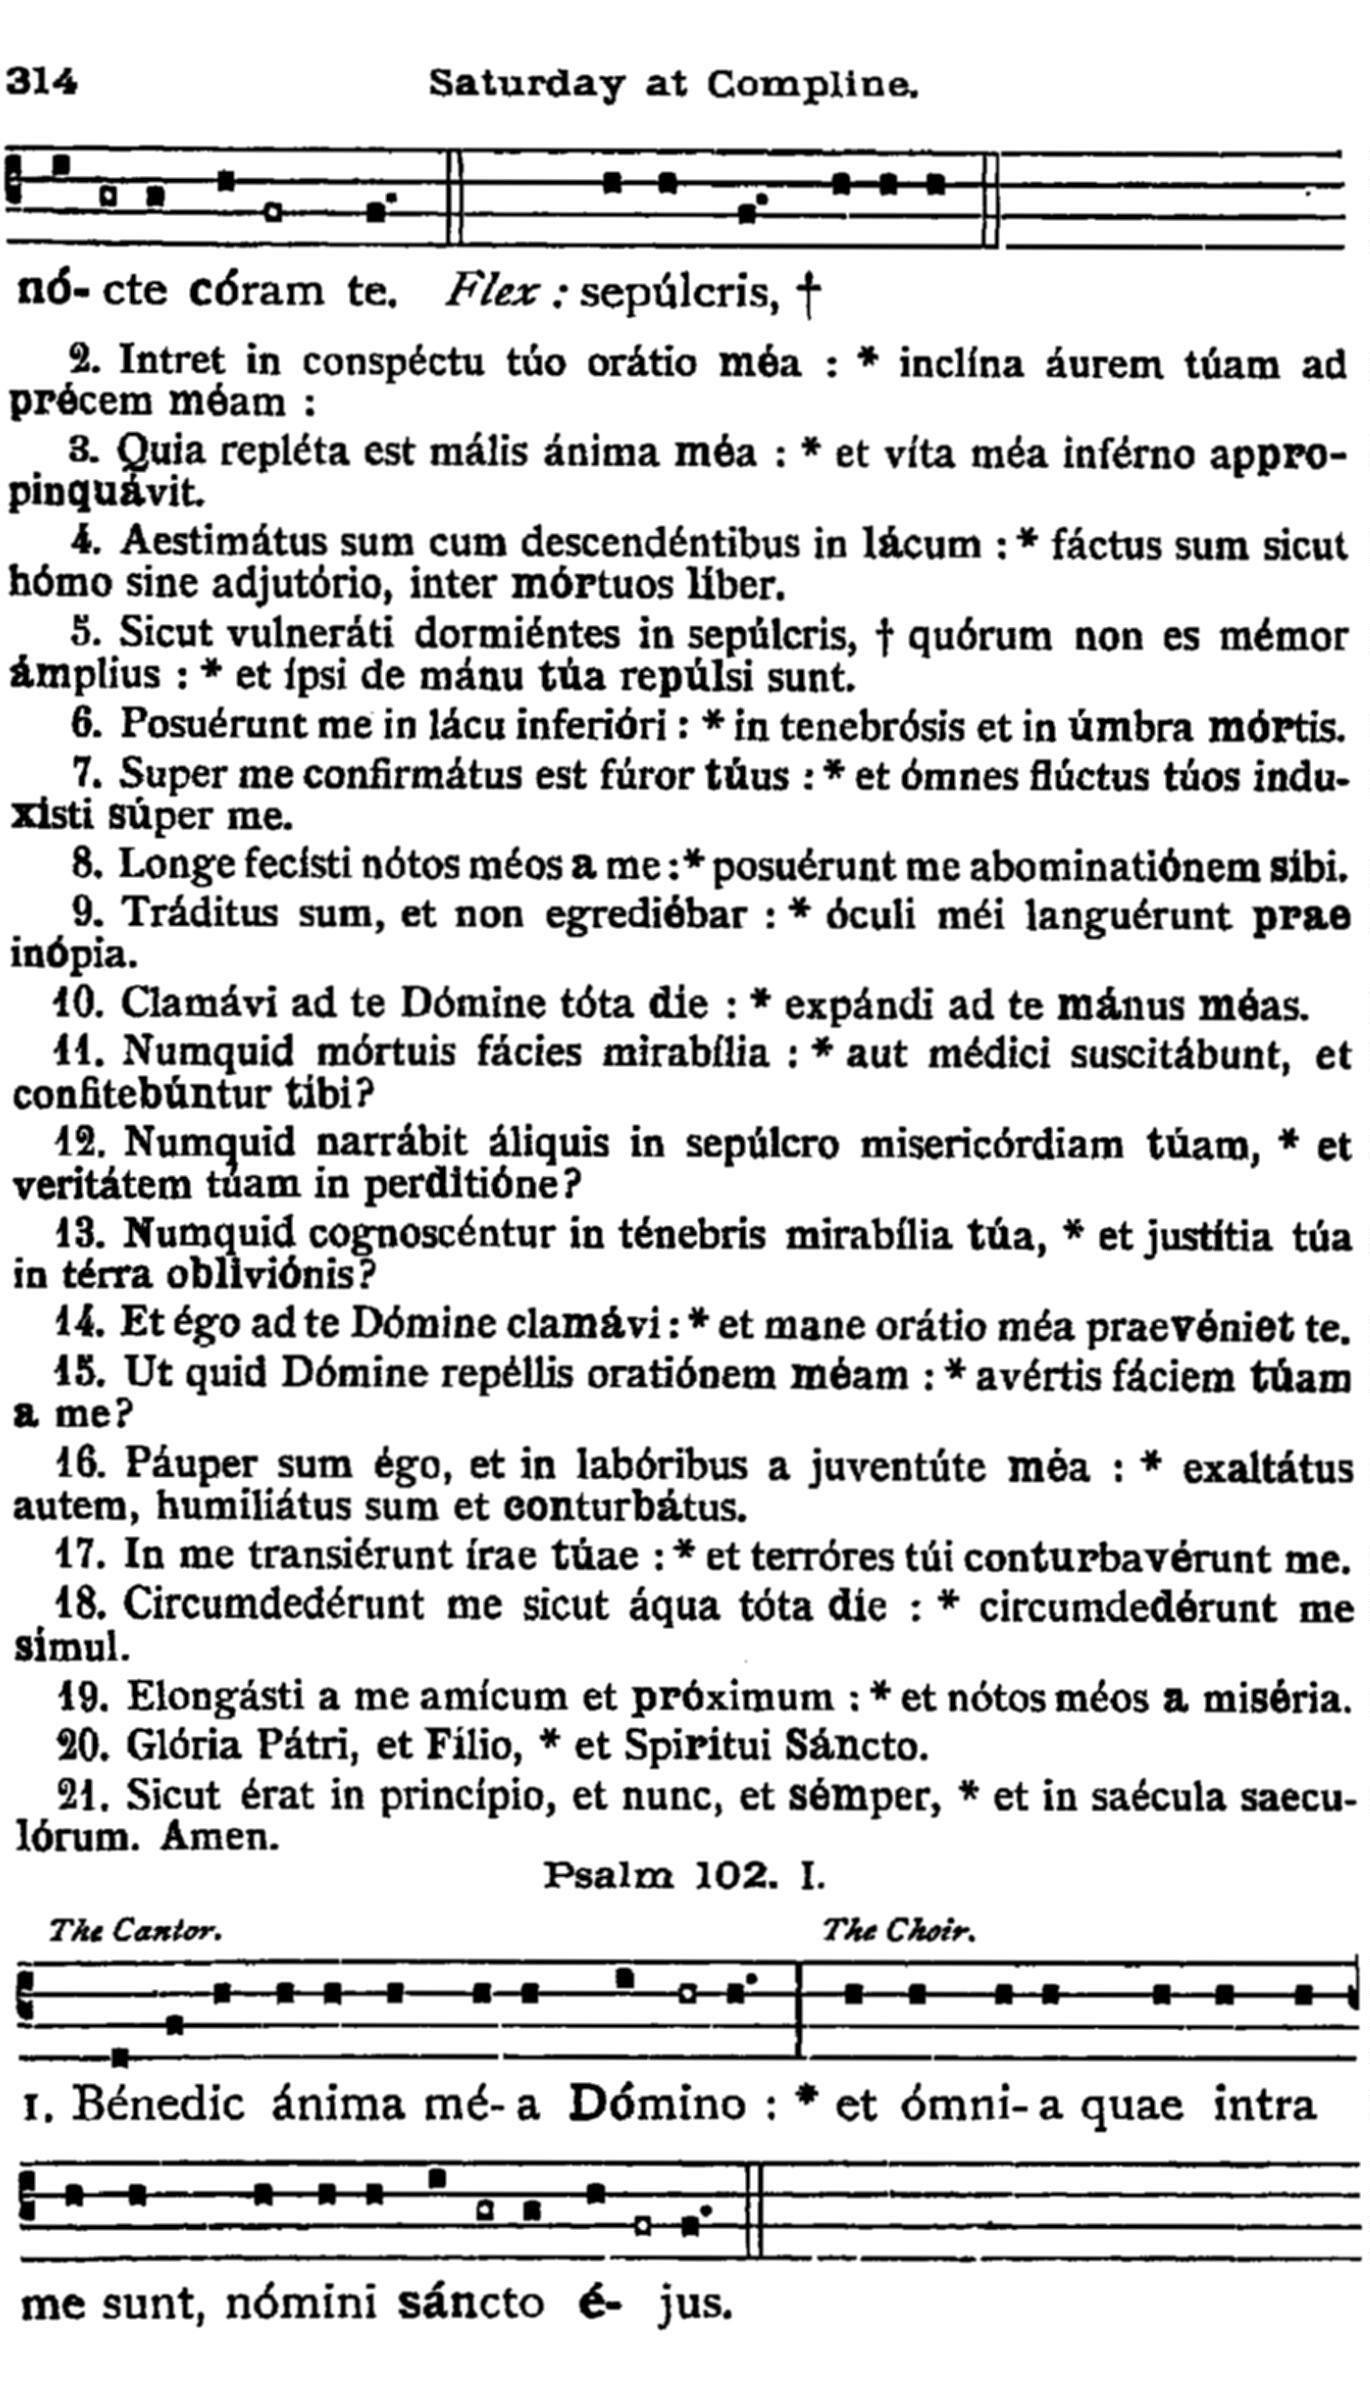 314 Saturday at Compline.
nó- cte córam te. Flex : sepúlcris, †
2. Intret in conspéctu túo orátio méa : * inclína áurem túam ad
précem méam :
3. Quia repléta est mális ánima méa : * et víta méa inférno appro-
pinquávit.
4. Aestimátus sum cum descendéntibus in lácum : * fáctus sum sicut
hómo sine adjutório, inter mórtuos líber.
5. Sicut vulneráti dormiéntes in sepúlcris, † quórum non es mémor
ámplius : * et ípsi de mánu túa repúlsi sunt.
6. Posuérunt me in lácu inferióri : * in tenebrósis et in úmbra mórtis.
7. Super me confirmátus est fúror túus : * et ómnes flúctus túos indu-
xísti súper me.
8. Longe fecísti nótos méos a me : * posuérunt me abominatiónem síbi.
9. Tráditus sum, et non egrediébar : * óculi méi languérunt prae
inópia.
10. Clamávi ad te Dómine tóta die : * expándi ad te mánus méas.
11. Numquid mórtuis fácies mirabília : * aut médici suscitábunt, et
confitebúntur tíbi?
12. Numquid narrábit áliquis in sepúlcro misericórdiam túam, * et
veritátem túam in perditióne?
13. Numquid cognoscéntur in ténebris mirabília túa, * et justítia túa
in térra obliviónis?
14. Et égo ad te Dómine clamávi : * et mane orátio méa praevéniet te.
15. Ut quid Dómine repéllis oratiónem méam : * avértis fáciem túam
a me?
16. Páuper sum égo, et in labóribus a juventúte méa : * exaltátus
autem, humiliátus sum et conturbátus.
17. In me transiérunt írae túae : * et terróres túi conturbavérunt me.
18. Circumdedérunt me sicut áqua tóta díe : * circumdedérunt me
símul.
19. Elongásti a me amícum et próximum : * et nótos méos a miséria.
20. Glória Pátri, et Fílio, * et Spiritui Sáncto.
21. Sicut érat in princípio, et nunc, et sémper, * et in saécula saecu-
lórum. Amen.
Psalm 102. I.
The Cantor. The Choir.
1. Bénedic ánima mé- a Dómino : * et ómni- a quae intra
me sunt, nómini sáncto é- jus.